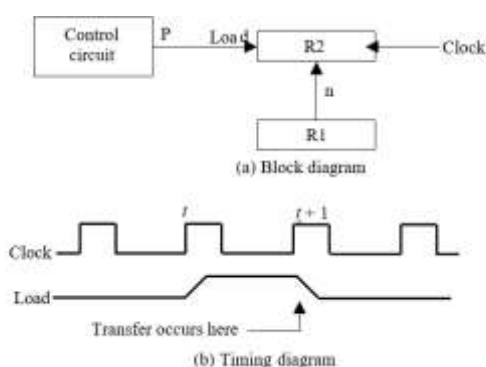 Control
circuit
P
Load
R2
Clock
n
R1
(a) Block diagram
t
t + 1
Clock
Load
Transfer occurs here
(b) Timing diagram